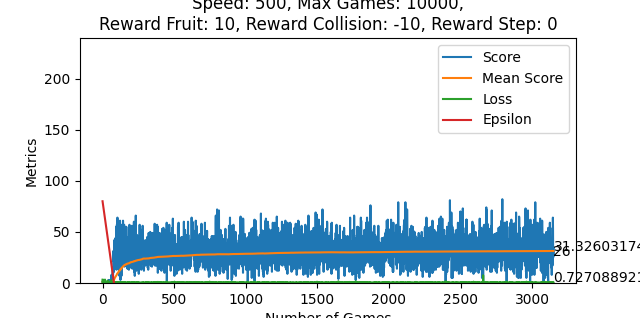 Speed: 500, Max Games: 10000,
Reward Fruit: 10, Reward Collision: -10, Reward Step: 0
Score
Mean Score
Loss
Epsilon
Metrics
200
150
100
50
0
31.32603174
26
0.727088921
0 500 1000 1500 2000 2500 3000
Number of Games